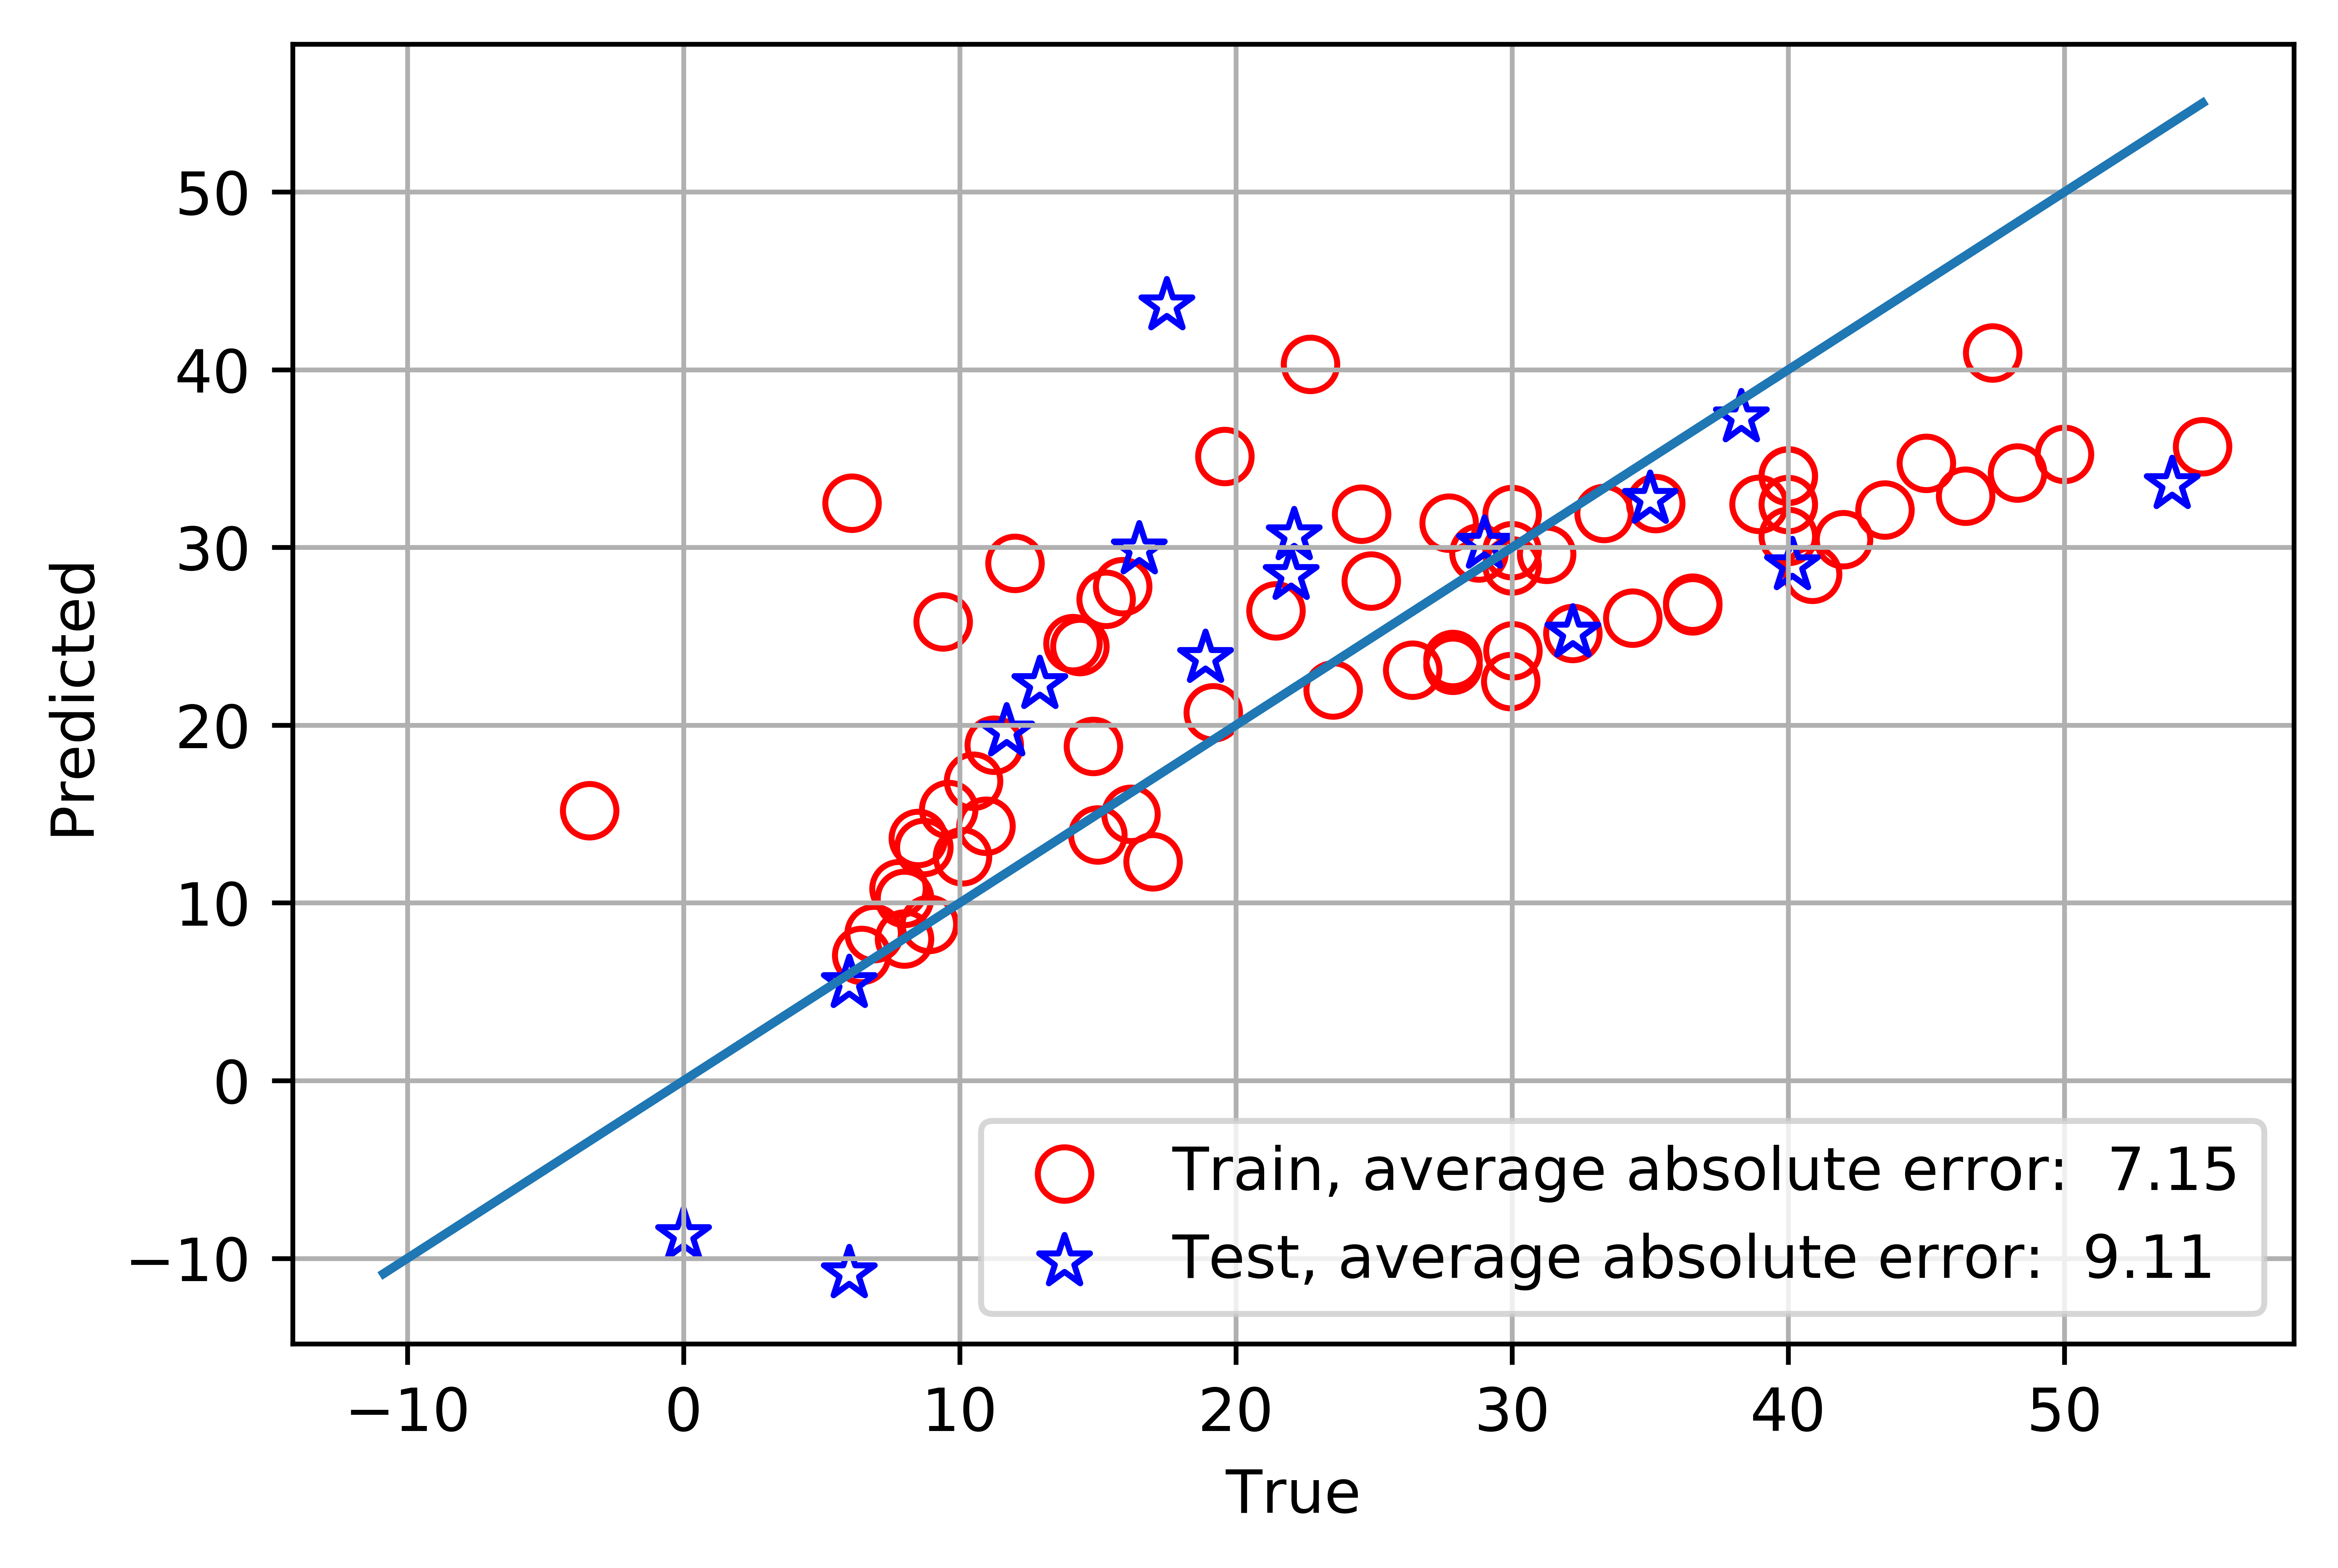 50
40
30
20
10
0
−10
Predicted
Train, average absolute error:  7.15
Test, average absolute error:  9.11
−10 0 10 20 30 40 50
True